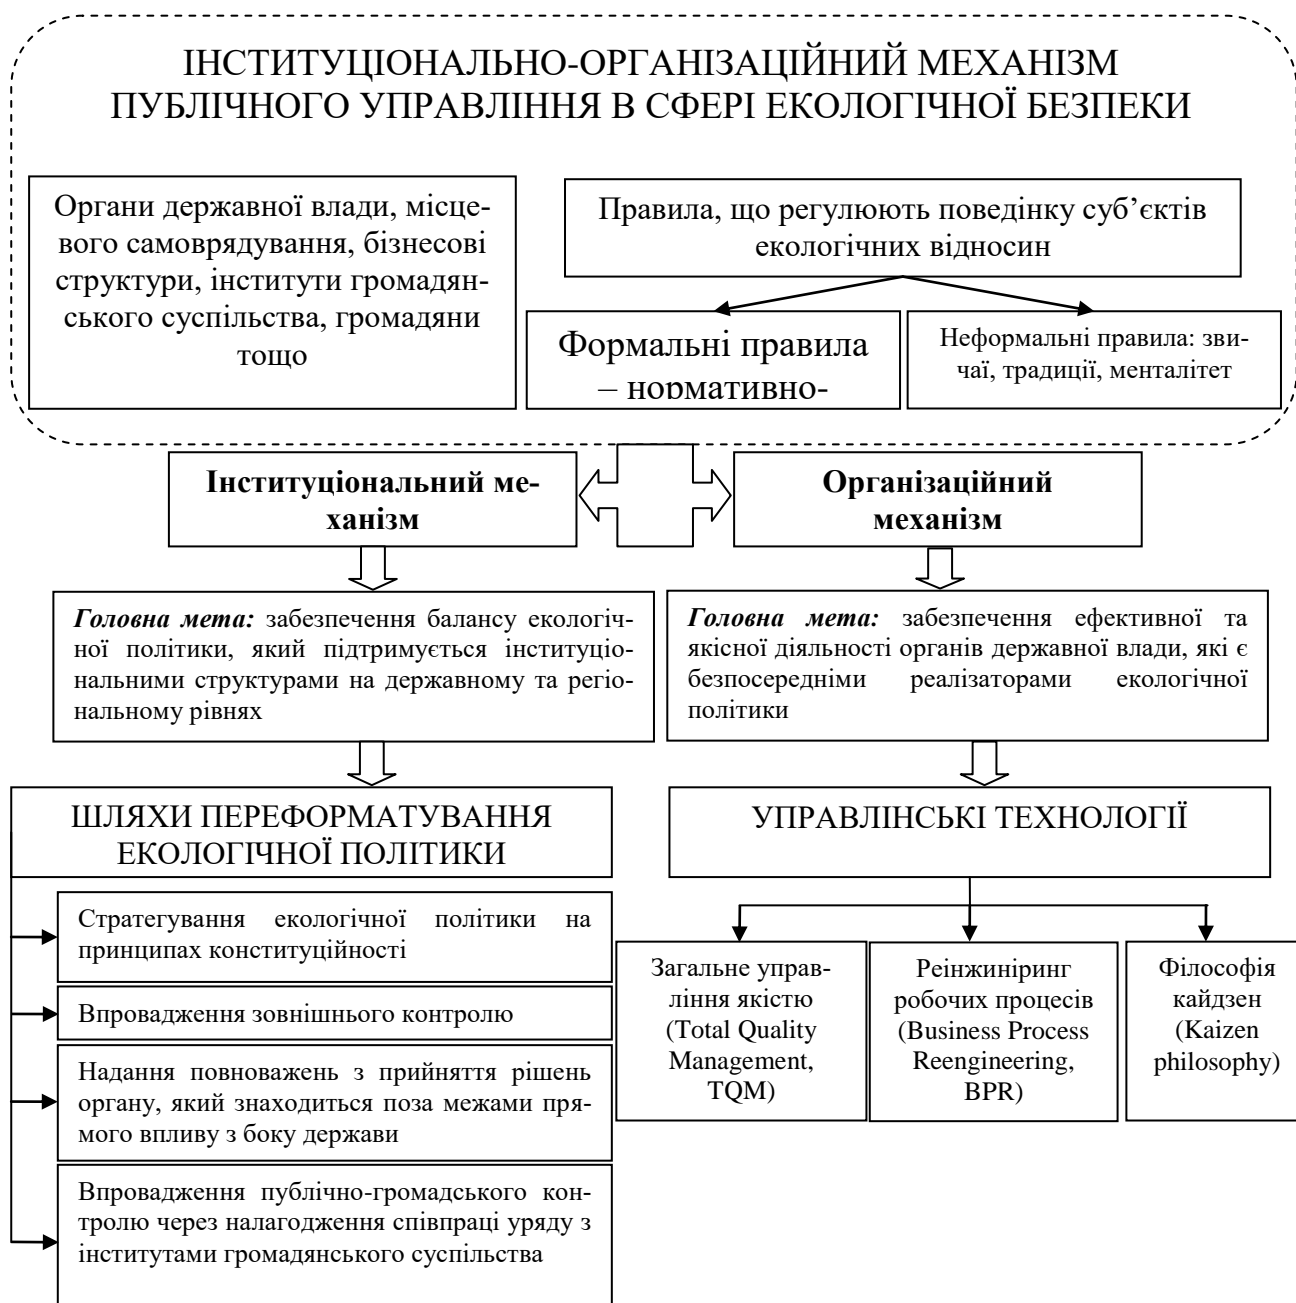 ІНСТИТУЦІОНАЛЬНО-ОРГАНІЗАЦІЙНИЙ МЕХАНІЗМ
ПУБЛІЧНОГО УПРАВЛІННЯ В СФЕРІ ЕКОЛОГІЧНОЇ БЕЗПЕКИ
Органи державної влади, місце-
вого самоврядування, бізнесові
структури, інститути громадян-
ського суспільства, громадяни
тощо
Правила, що регулюють поведінку суб’єктів
екологічних відносин
Формальні правила
– нормативно-
Неформальні правила: зви-
чаї, традиції, менталітет
Інституціональний ме-
ханізм
Організаційний
механізм
Головна мета: забезпечення балансу екологіч-
ної політики, який підтримується інституціо-
нальними структурами на державному та регіо-
нальному рівнях
Головна мета: забезпечення ефективної та
якісної діяльності органів державної влади, які є
безпосередніми реалізаторами екологічної
політики
ШЛЯХИ ПЕРЕФОРМАТУВАННЯ
ЕКОЛОГІЧНОЇ ПОЛІТИКИ
Стратегування екологічної політики на
принципах конституційності
Впровадження зовнішнього контролю
Надання повноважень з прийняття рішень
органу, який знаходиться поза межами пря-
мого впливу з боку держави
Впровадження публічно-громадського кон-
тролю через налагодження співпраці уряду з
інститутами громадянського суспільства
УПРАВЛІНСЬКІ ТЕХНОЛОГІЇ
Загальне управ-
ління якістю
(Total Quality
Management,
TQM)
Реінжиніринг
робочих процесів
(Business Process
Reengineering,
BPR)
Філософія
кайдзен
(Kaizen
philosophy)